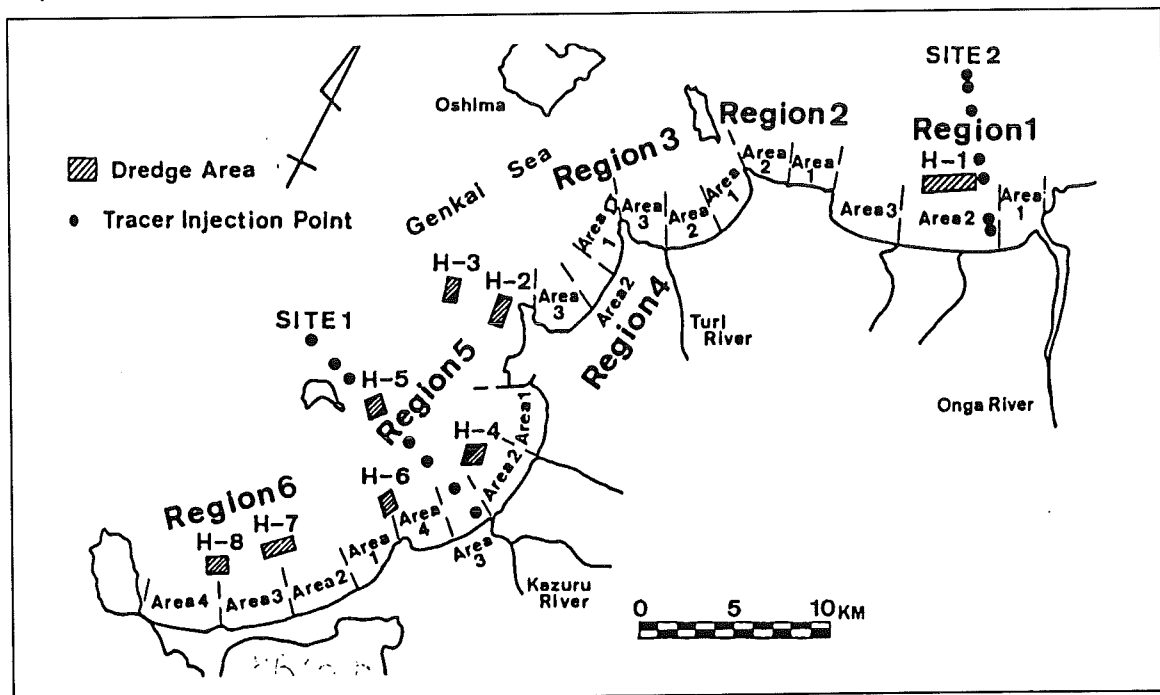 SITE 2
Oshima
Region 2
Region 1
Region 3
Area 2
Area 1
H-1
Dredge Area
Genkai Sea
Tracer Injection Point
Area 1
Area 3
Area 2
Area 1
Area 3
Area 2
Area 1
H-3
H-2
Area 3
Area 2
Region 4
Turi River
SITE 1
Region 5
H-5
Onga River
H-4
Area 1
Area 2
H-6
Region 6
H-7
H-8
Area 4
Area 3
Area 2
Area 1
Area 4
Area 3
Kazuru River
0 5 10 KM